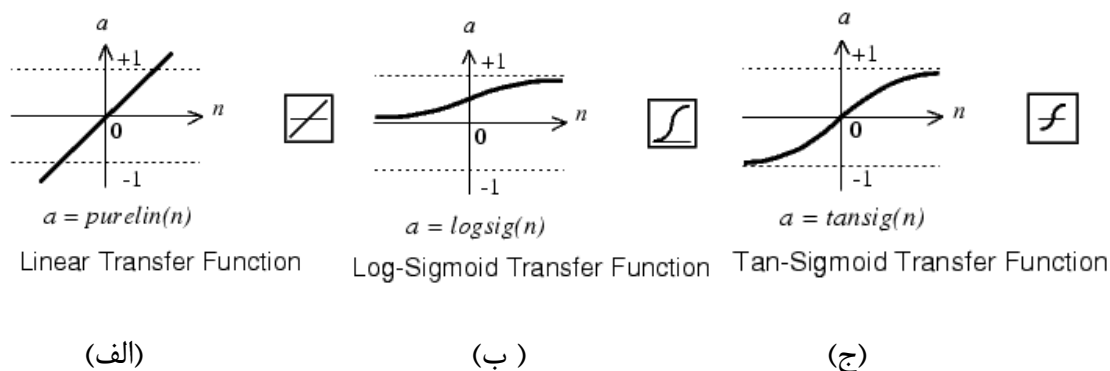 a a a
+1 +1 +1
n n n
0 0 0
-1 -1 -1
a = purelin(n) a = logsig(n) a = tansig(n)
Linear Transfer Function Log-Sigmoid Transfer Function Tan-Sigmoid Transfer Function
(الف) (ب ) (ج)